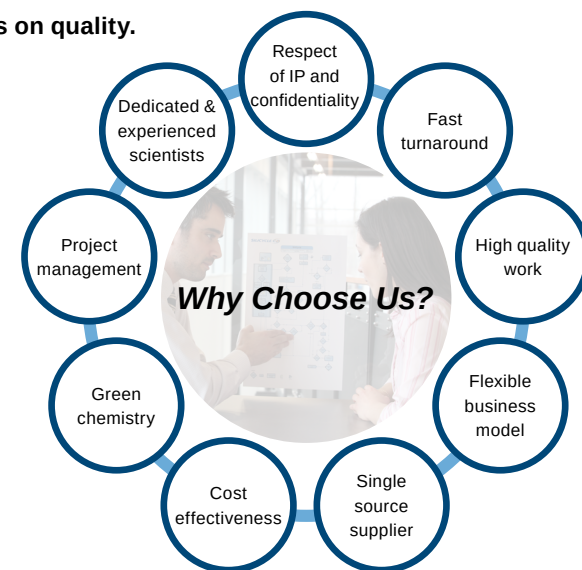 s on quality.
Respect
of IP and
confidentiality
Fast
turnaround
High quality
work
Flexible
business
model
Single
source
supplier
Cost
effectiveness
Green
chemistry
Project
management
Dedicated &
experienced
scientists
Why Choose Us?